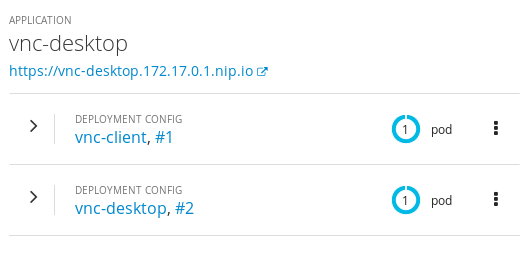 APPLICATION
vnc-desktop
https://vnc-desktop.172.17.0.1.nip.io
DEPLOYMENT CONFIG
vnc-client, #1
1 pod
DEPLOYMENT CONFIG
vnc-desktop, #2
1 pod